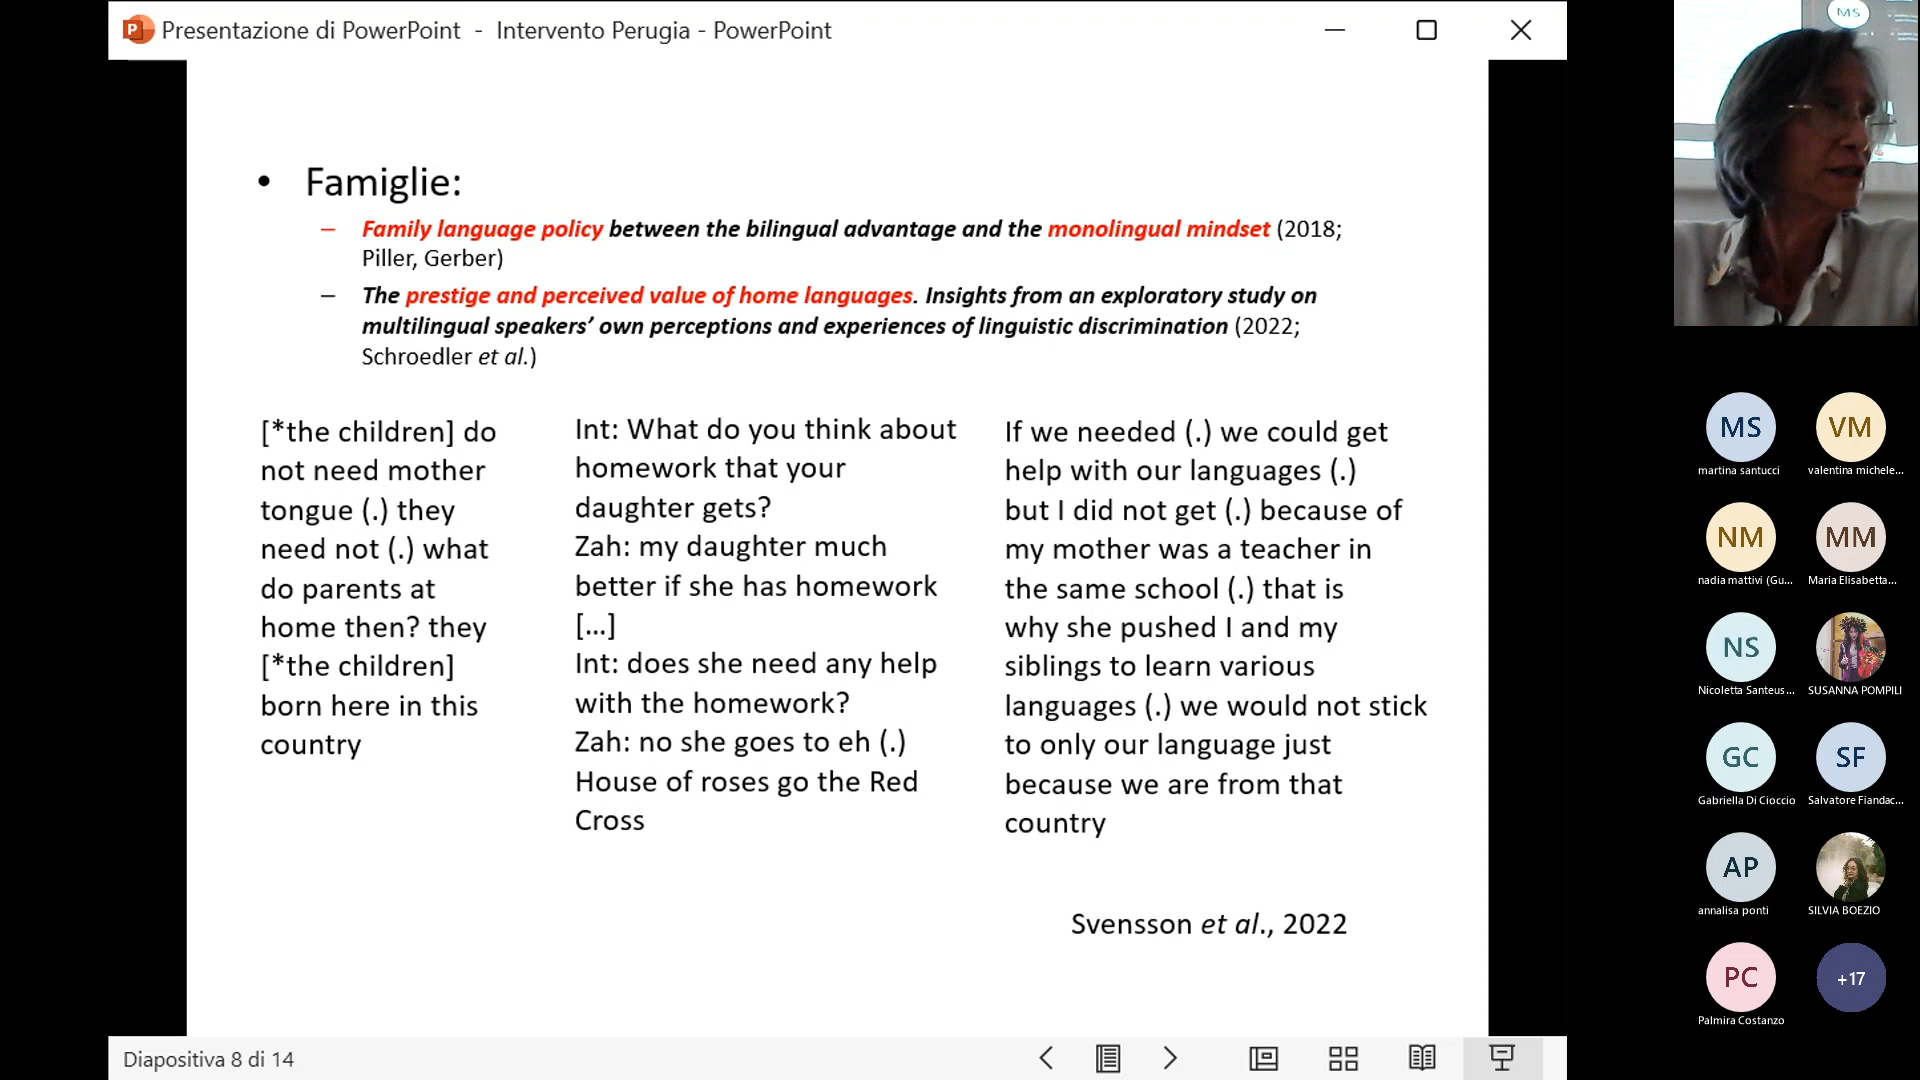 Presentazione di PowerPoint - Intervento Perugia - PowerPoint
• Famiglie:
– Family language policy between the bilingual advantage and the monolingual mindset (2018;
Piller, Gerber)
– The prestige and perceived value of home languages. Insights from an exploratory study on
multilingual speakers’ own perceptions and experiences of linguistic discrimination (2022;
Schroedler et al.)
[*the children] do
not need mother
tongue (.) they
need not (.) what
do parents at
home then? they
[*the children]
born here in this
country
Int: What do you think about
homework that your
daughter gets?
Zah: my daughter much
better if she has homework
[…]
Int: does she need any help
with the homework?
Zah: no she goes to eh (.)
House of roses go the Red
Cross
If we needed (.) we could get
help with our languages (.)
but I did not get (.) because of
my mother was a teacher in
the same school (.) that is
why she pushed I and my
siblings to learn various
languages (.) we would not stick
to only our language just
because we are from that
country
Svensson et al., 2022
Diapositiva 8 di 14
MS
MS
martina santucci
VM
valentina michele...
NM
nadia mattivi (Gu...
MM
Maria Elisabetta...
NS
Nicoletta Santeus...
SUSANNA POMPILI
GC
Gabriella Di Cioccio
SF
Salvatore Fiandac...
AP
annalisa ponti
SILVIA BOEZIO
PC
Palmira Costanzo
+17